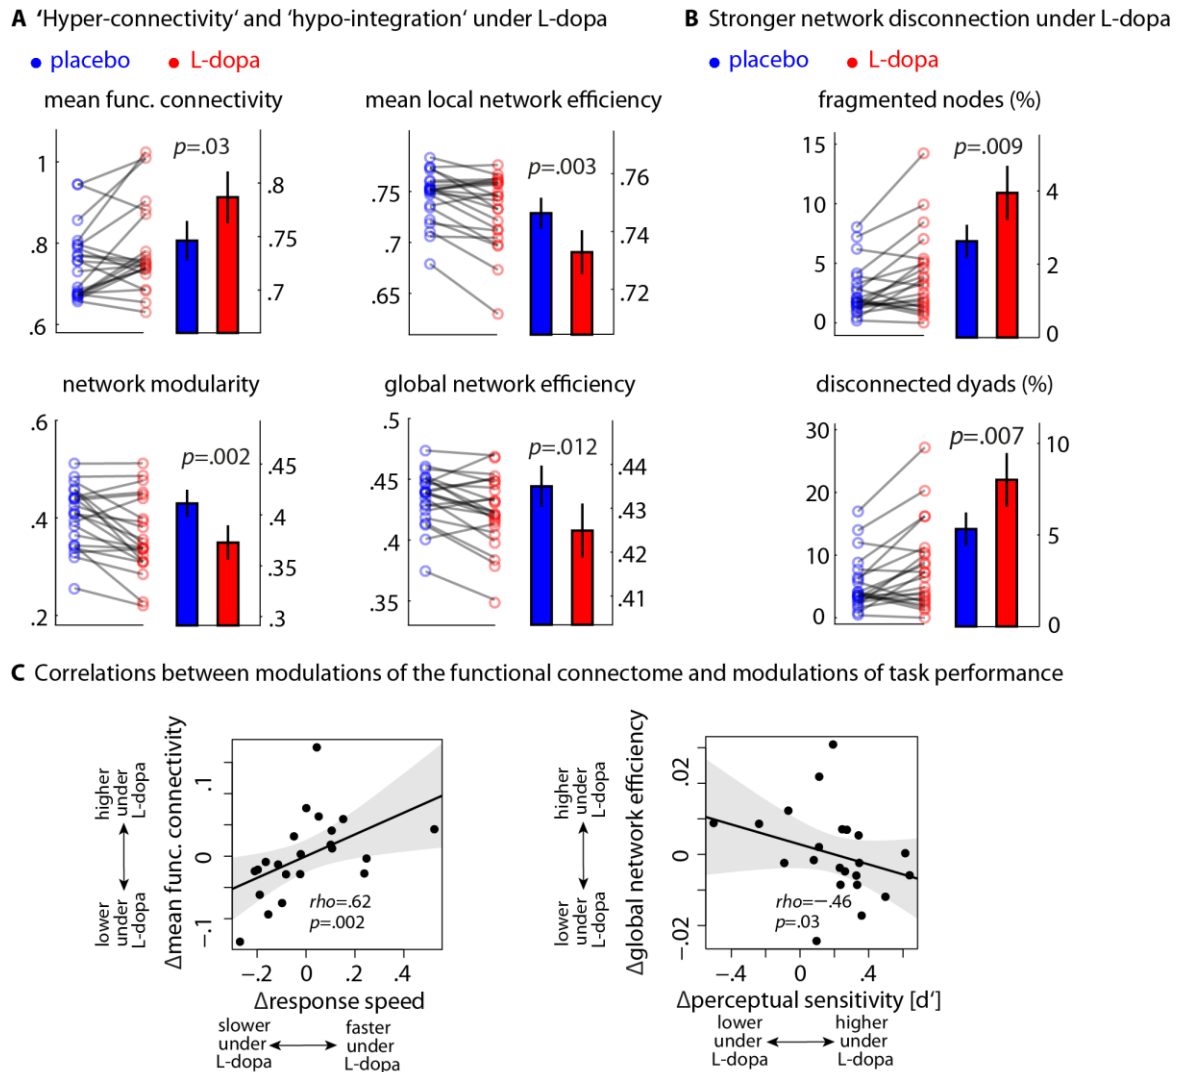 A 'Hyper-connectivity' and 'hypo-integration' under L-dopa
placebo L-dopa
mean func. connectivity
1
.8
.6
p=.03
.8
.75
.7
mean local network efficiency
.75
.7
.65
p=.003
.76
.74
.72
network modularity
.6
.4
.2
p=.002
.45
.4
.35
.3
global network efficiency
.5
.45
.4
.35
p=.012
.44
.43
.42
.41
B Stronger network disconnection under L-dopa
placebo L-dopa
fragmented nodes (%)
15
10
5
0
p=.009
4
2
0
disconnected dyads (%)
30
20
10
0
p=.007
10
5
0
C Correlations between modulations of the functional connectome and modulations of task performance
higher
under
L-dopa
lower
under
L-dopa
Δmean func. connectivity
.1
0
−.1
rho=.62
p=.002
−.2 0 .2 .4
Δresponse speed
slower
under
L-dopa
faster
under
L-dopa
higher
under
L-dopa
lower
under
L-dopa
Δglobal network efficiency
.02
0
−.02
rho=−.46
p=.03
−.4 0 .4
Δperceptual sensitivity [d']
lower
under
L-dopa
higher
under
L-dopa